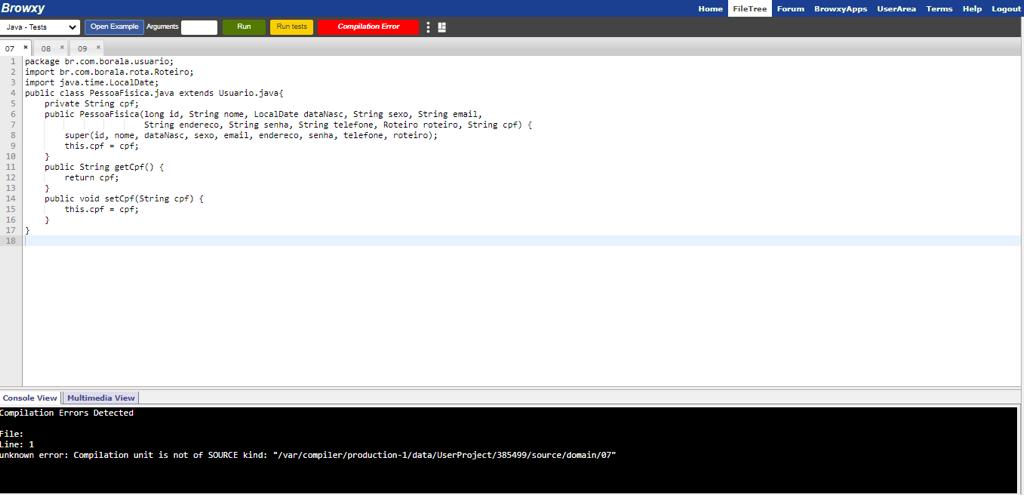 Browxy
Home FileTree Forum BrowxyApps UserArea Terms Help Logout
Java - Tests Open Example Arguments Run Run tests Compilation Error
07 × 08 × 09 ×
1 package br.com.borala.usuario;
2 import br.com.borala.rota.Roteiro;
3 import java.time.LocalDate;
4 public class PessoaFisica.java extends Usuario.java{
5 private String cpf;
6 public PessoaFisica(long id, String nome, LocalDate dataNasc, String sexo, String email,
7 String endereco, String senha, String telefone, Roteiro roteiro, String cpf) {
8 super(id, nome, dataNasc, sexo, email, endereco, senha, telefone, roteiro);
9 this.cpf = cpf;
10 }
11 public String getCpf() {
12 return cpf;
13 }
14 public void setCpf(String cpf) {
15 this.cpf = cpf;
16 }
17 }
18
Console View Multimedia View
Compilation Errors Detected
File:
Line: 1
unknown error: Compilation unit is not of SOURCE kind: "/var/compiler/production-1/data/UserProject/385499/source/domain/07"